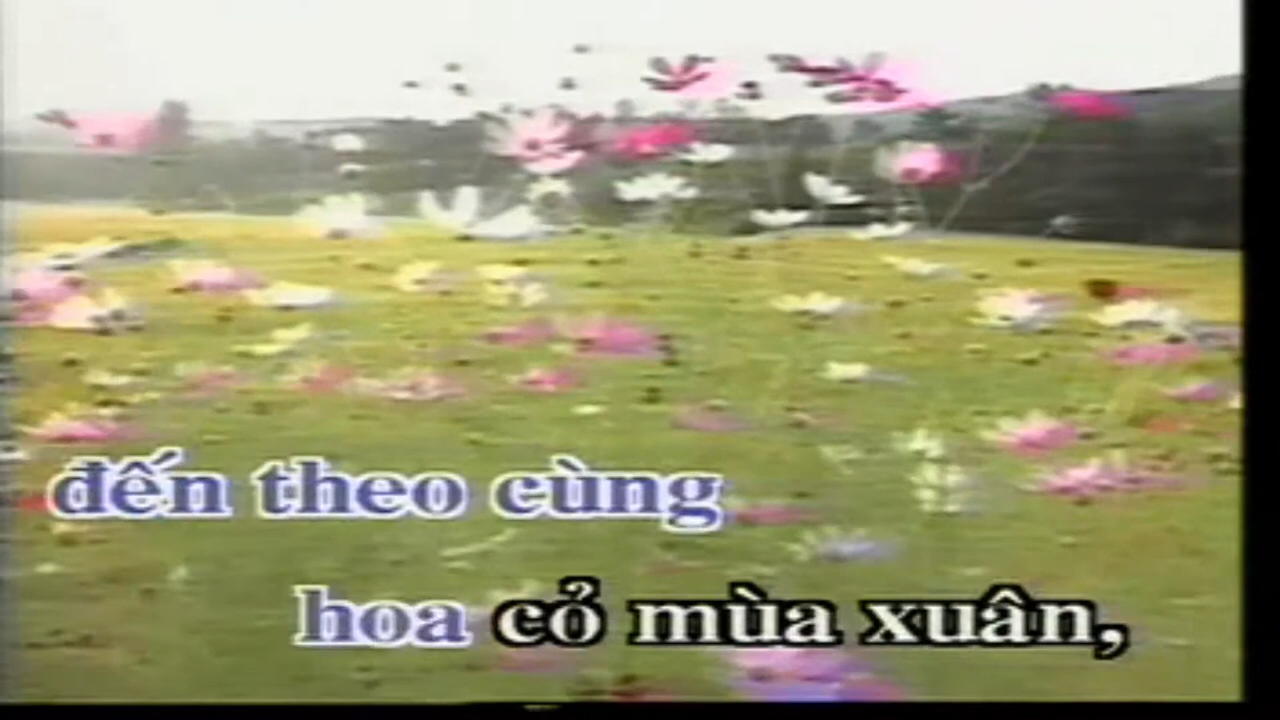 đến theo cùng
hoa cỏ mùa xuân,